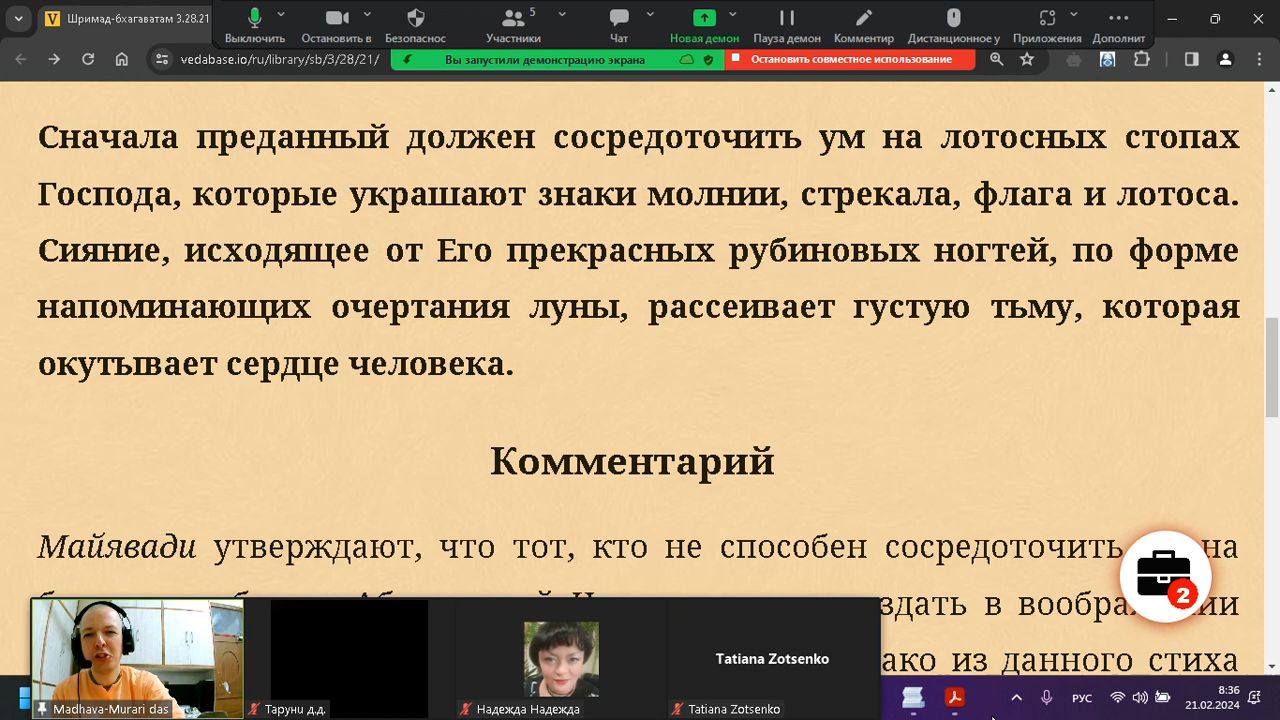 Шримад-бхагаватам 3.28.21
5
Выключить
Остановить в
Безопаснос
Участники
Чат
Новая демон
Пауза демон
Комментир
Дистанционное у
Приложения
Дополнит
vedabase.io/ru/library/sb/3/28/21/
Вы запустили демонстрацию экрана
Остановить совместное использование
Сначала преданный должен сосредоточить ум на лотосных стопах
Господа, которые украшают знаки молнии, стрекала, флага и лотоса.
Сияние, исходящее от Его прекрасных рубиновых ногтей, по форме
напоминающих очертания луны, рассеивает густую тьму, которая
окутывает сердце человека.
Комментарий
Майявади утверждают, что тот, кто не способен сосредоточить на
здать в вообра
ако из данного стиха
2
Madhava-Murari das
Таруни д.д.
Надежда Надежда
Tatiana Zotsenko
Tatiana Zotsenko
РУС
8:36
21.02.2024